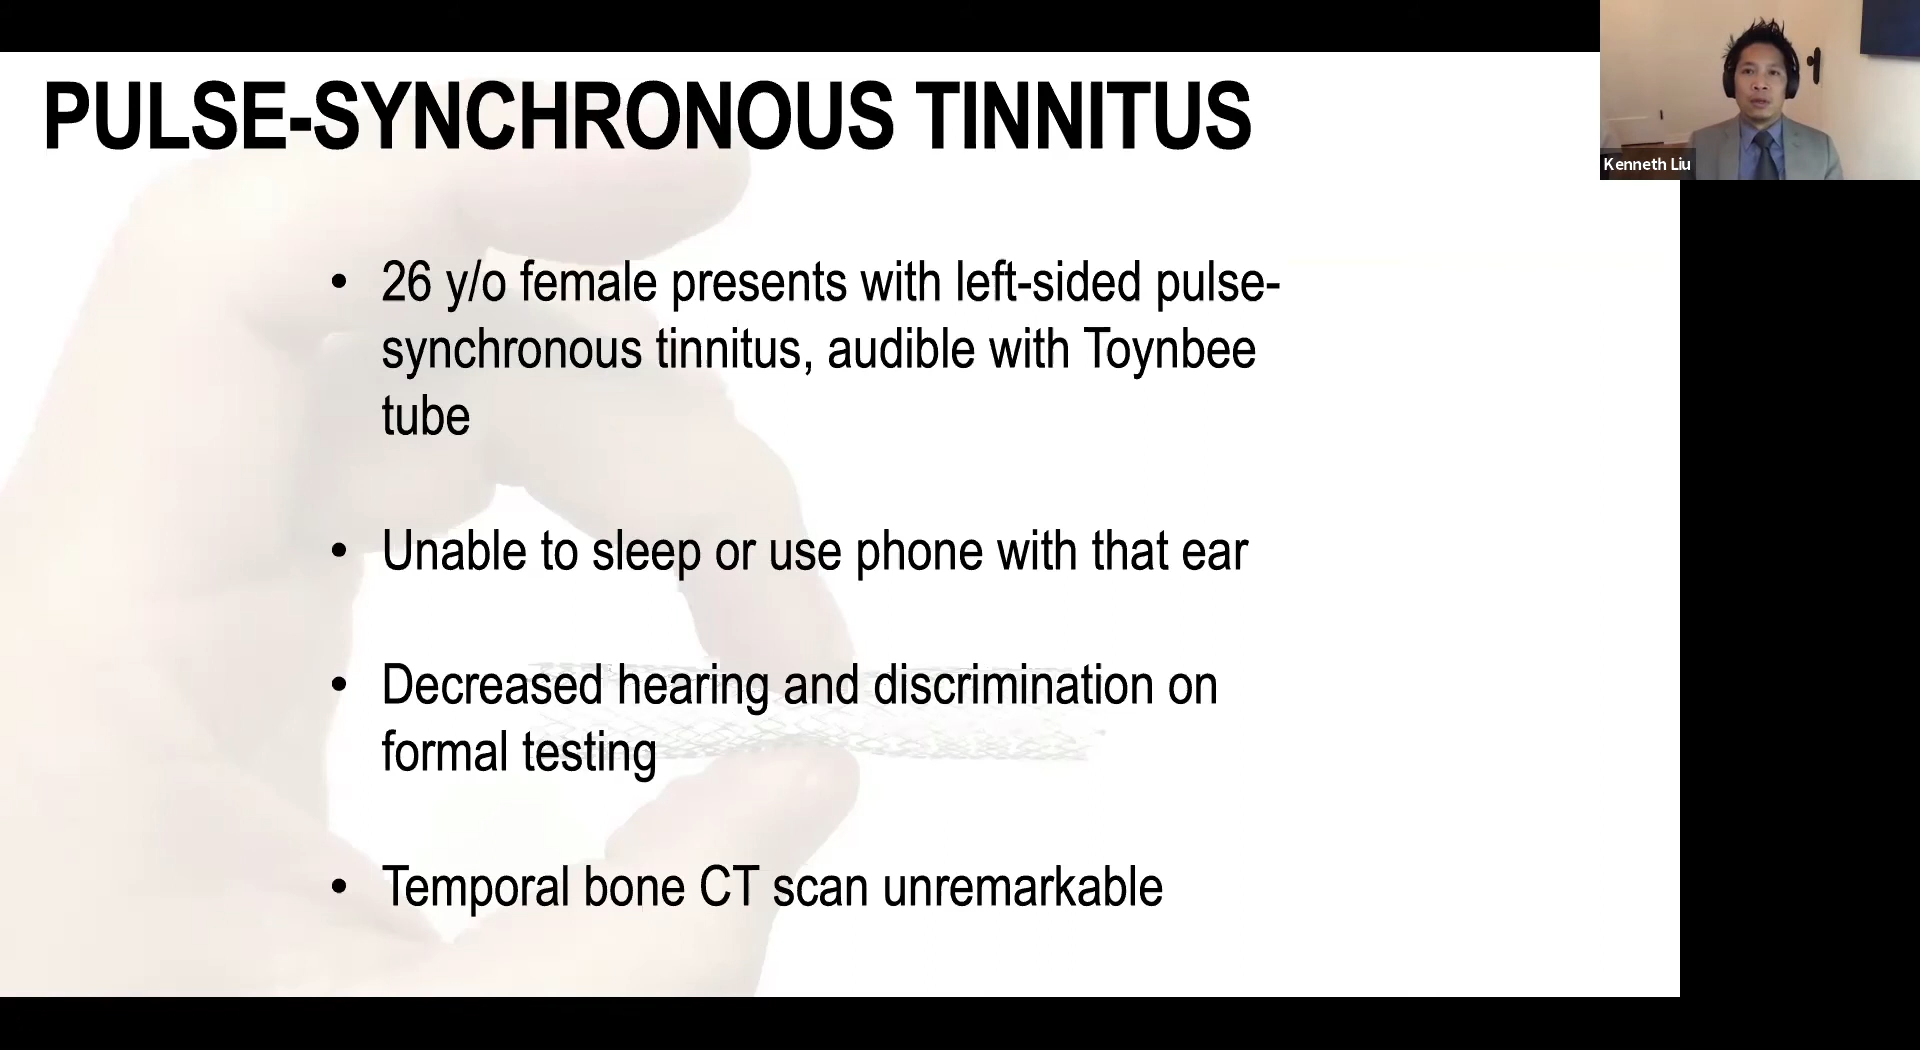 PULSE-SYNCHRONOUS TINNITUS
Kenneth Liu
• 26 y/o female presents with left-sided pulse-
synchronous tinnitus, audible with Toynbee
tube
• Unable to sleep or use phone with that ear
• Decreased hearing and discrimination on
formal testing
• Temporal bone CT scan unremarkable